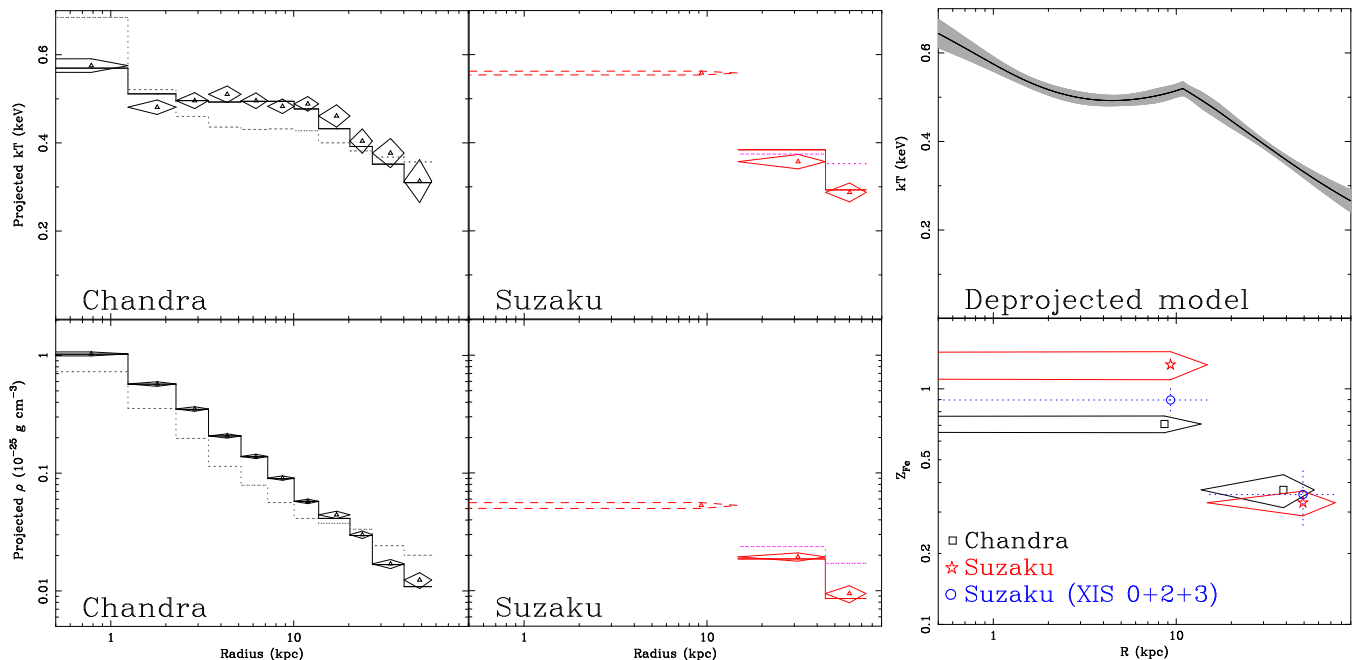 Projected kT (keV)
0.6
0.4
0.2
Chandra
Suzaku
kT (keV)
0.6
0.4
0.2
Deprojected model
Projected ρ (10⁻²⁵ g cm⁻³)
1
0.1
0.01
Chandra
1
10
Radius (kpc)
Suzaku
1
10
Radius (kpc)
Z_Fe
1
0.5
0.2
0.1
Chandra
Suzaku
Suzaku (XIS 0+2+3)
1
10
R (kpc)